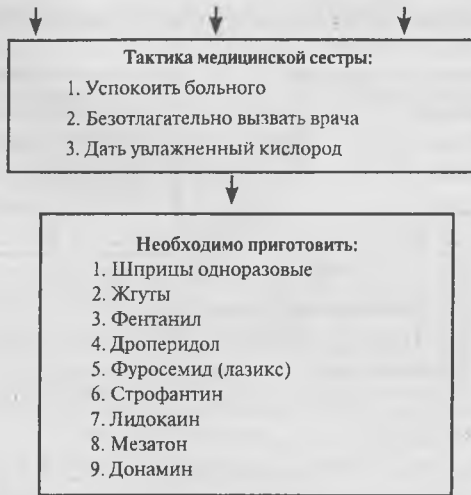 Тактика медицинской сестры:
1. Успокоить больного
2. Безотлагательно вызвать врача
3. Дать увлажненный кислород
Необходимо приготовить:
1. Шприцы одноразовые
2. Жгуты
3. Фентанил
4. Дроперидол
5. Фуросемид (лазикс)
6. Строфантин
7. Лидокаин
8. Мезатон
9. Донамин